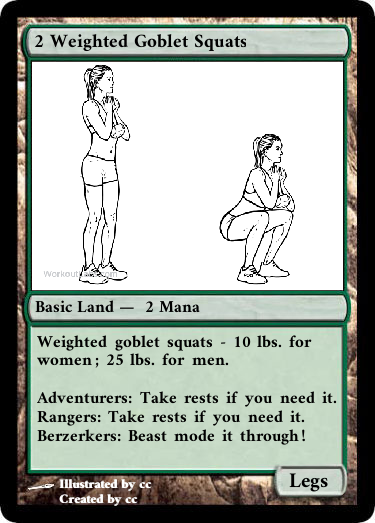 2 Weighted Goblet Squats
Basic Land — 2 Mana
Weighted goblet squats - 10 lbs. for
women; 25 lbs. for men.
Adventurers: Take rests if you need it.
Rangers: Take rests if you need it.
Berzerkers: Beast mode it through!
Legs
Illustrated by cc
Created by cc